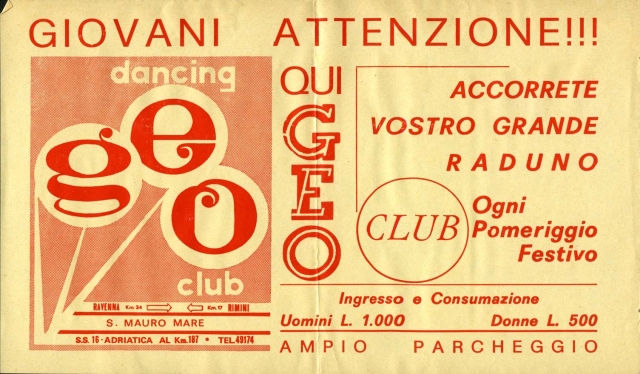 GIOVANI ATTENZIONE!!!
dancing
geo
club
RAVENNA Km. 34 Km. 17 RIMINI
S. MAURO MARE
S.S. 16 - ADRIATICA AL Km. 187 • TEL. 49174
QUI
GEO
ACCORRETE
VOSTRO GRANDE
RADUNO
CLUB
Ogni
Pomeriggio
Festivo
Ingresso e Consumazione
Uomini L. 1.000 Donne L. 500
AMPIO PARCHEGGIO